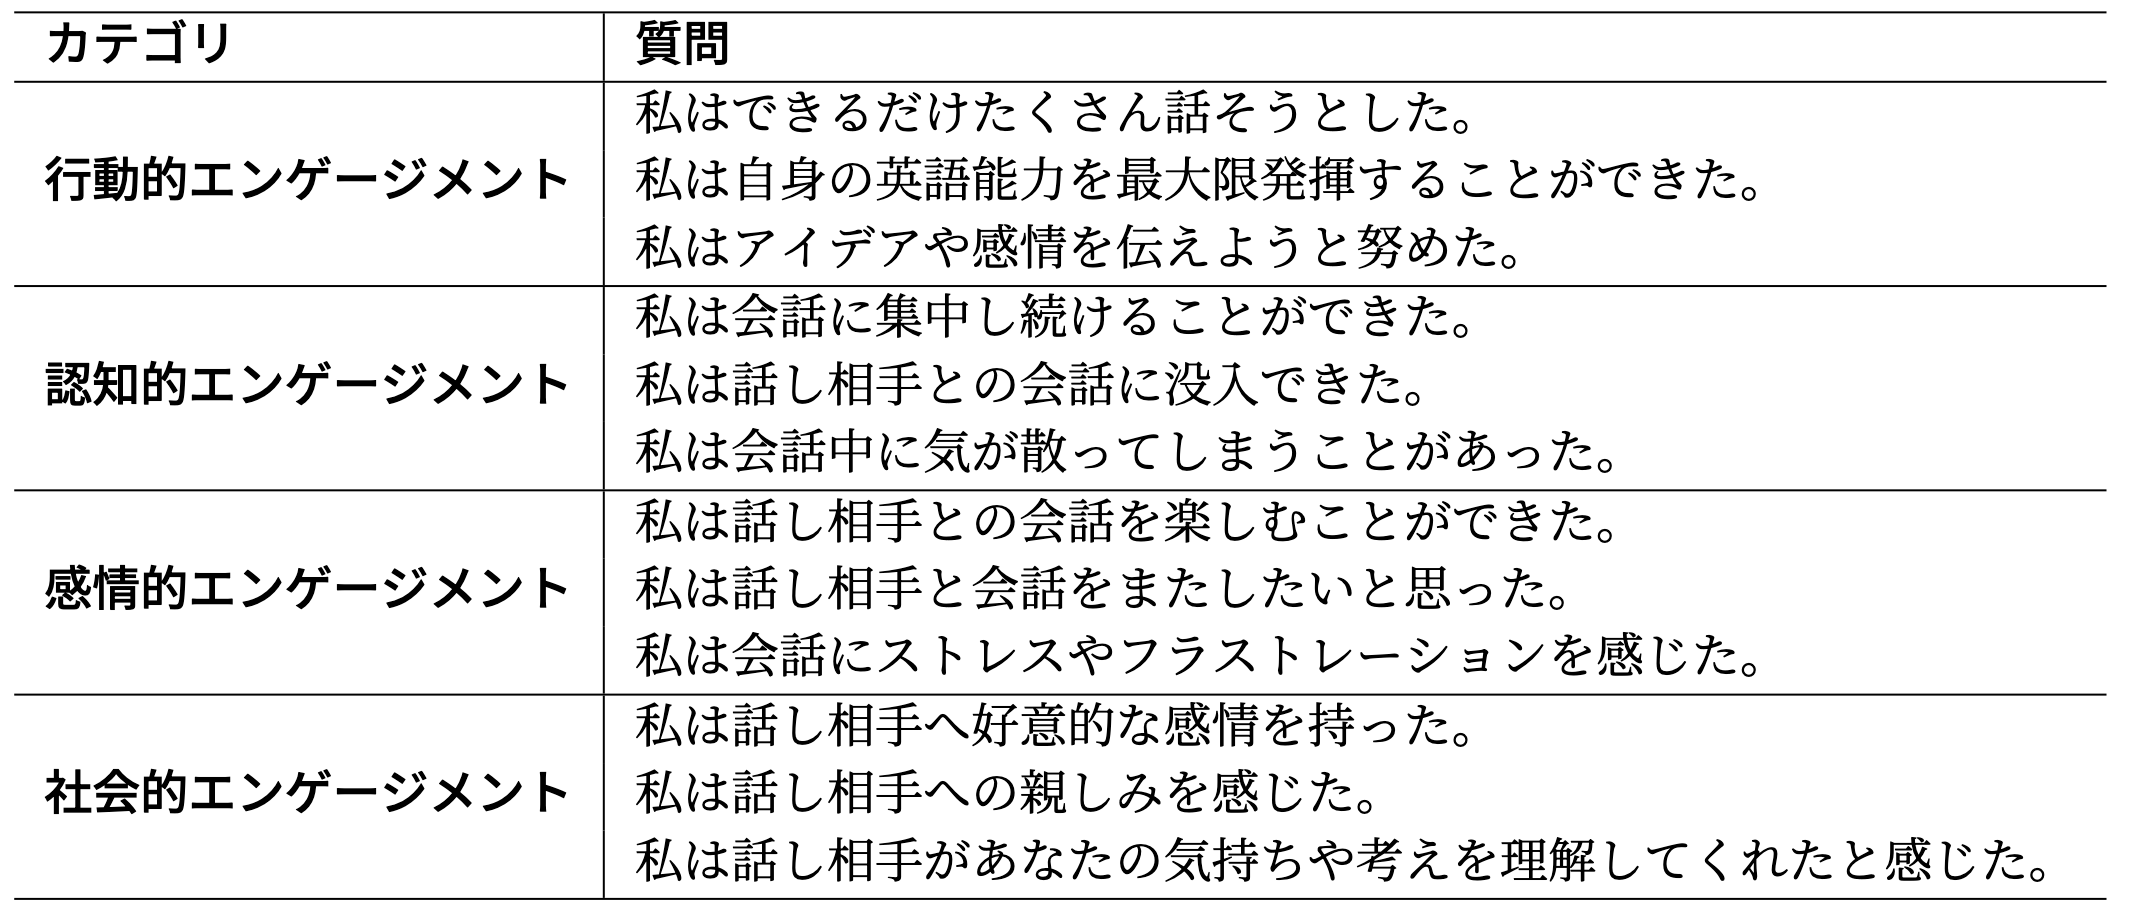 カテゴリ 質問
行動的エンゲージメント
私はできるだけたくさん話そうとした。
私は自身の英語能力を最大限発揮することができた。
私はアイデアや感情を伝えようと努めた。
認知的エンゲージメント
私は会話に集中し続けることができた。
私は話し相手との会話に没入できた。
私は会話中に気が散ってしまうことがあった。
感情的エンゲージメント
私は話し相手との会話を楽しむことができた。
私は話し相手と会話をまたしたいと思った。
私は会話にストレスやフラストレーションを感じた。
社会的エンゲージメント
私は話し相手へ好意的な感情を持った。
私は話し相手への親しみを感じた。
私は話し相手があなたの気持ちや考えを理解してくれたと感じた。